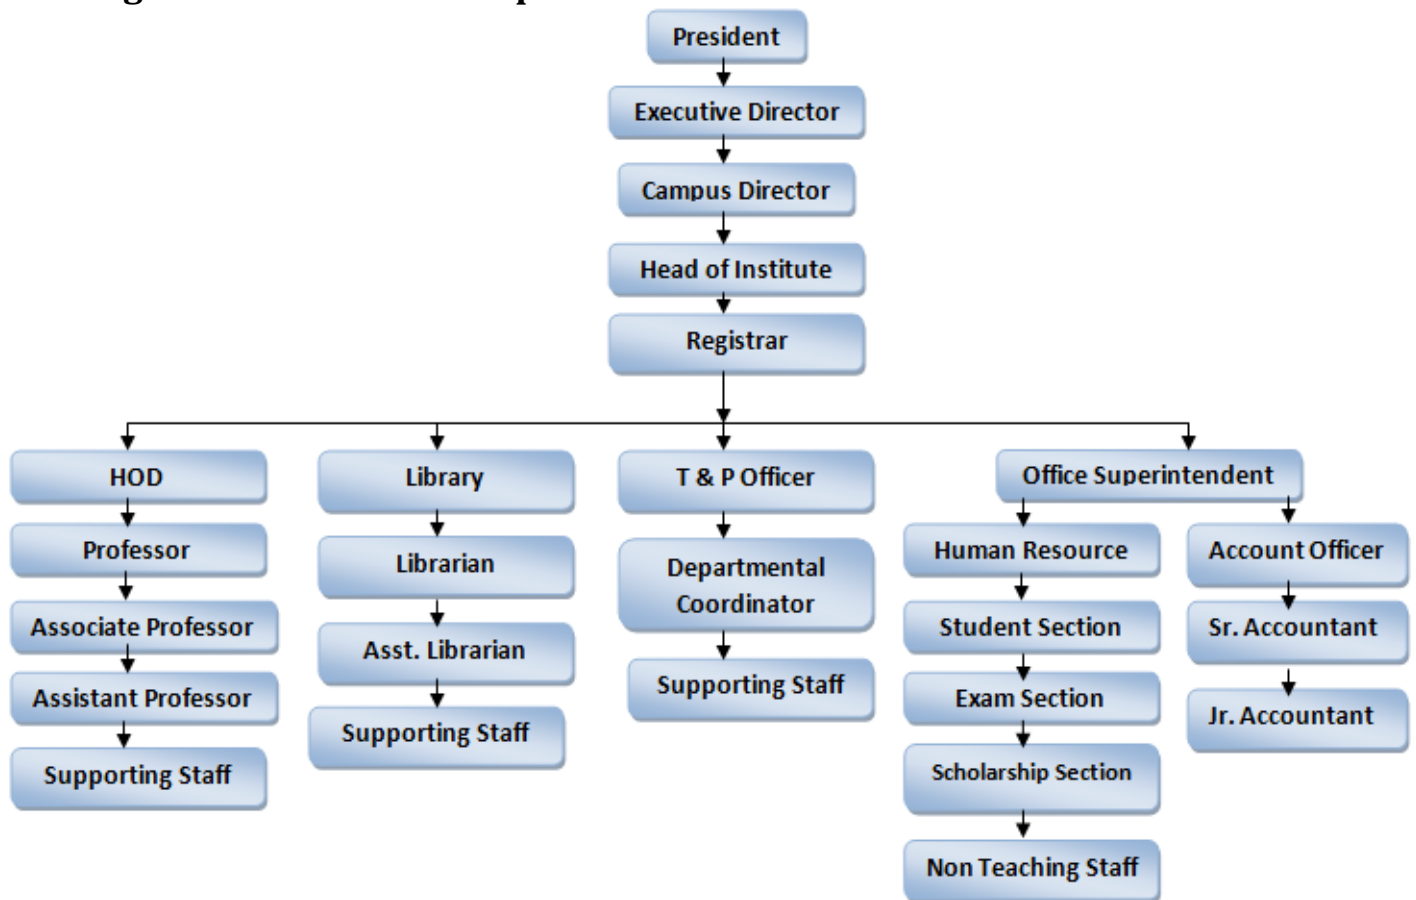 President
Executive Director
Campus Director
Head of Institute
Registrar
HOD
Professor
Associate Professor
Assistant Professor
Supporting Staff
Library
Librarian
Asst. Librarian
Supporting Staff
T & P Officer
Departmental
Coordinator
Supporting Staff
Office Superintendent
Human Resource
Student Section
Exam Section
Scholarship Section
Non Teaching Staff
Account Officer
Sr. Accountant
Jr. Accountant